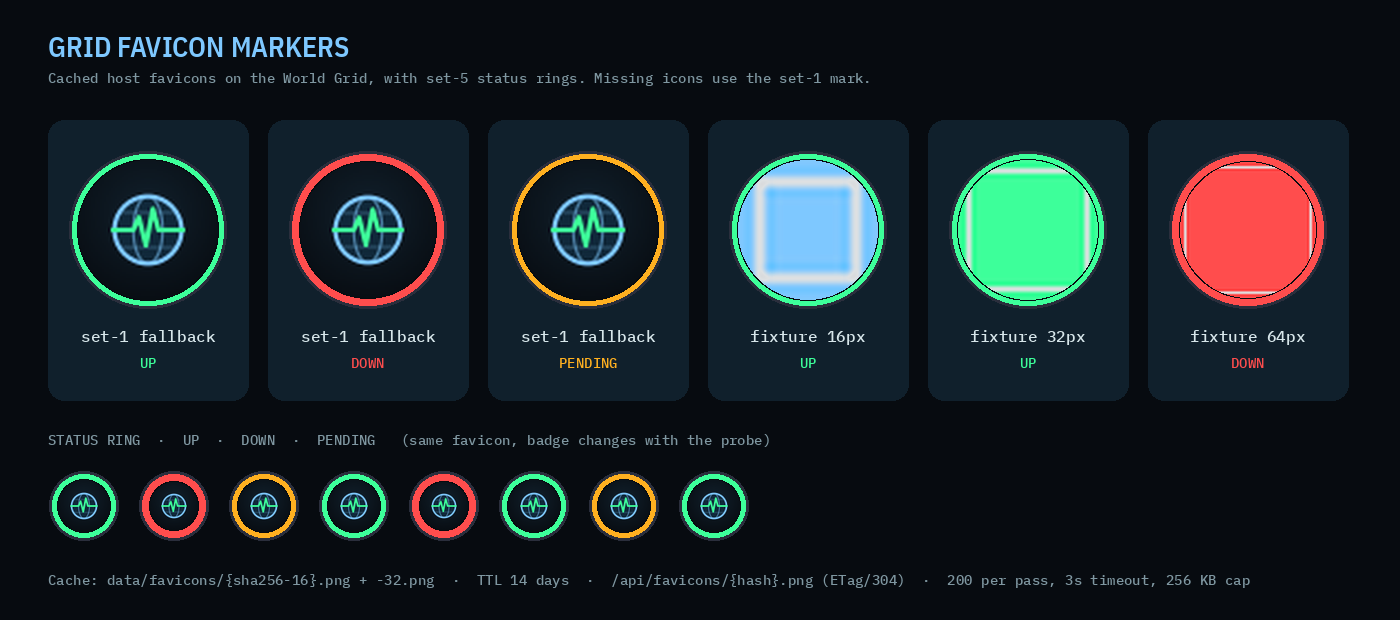 GRID FAVICON MARKERS
Cached host favicons on the World Grid, with set-5 status rings. Missing icons use the set-1 mark.
set-1 fallback
UP
set-1 fallback
DOWN
set-1 fallback
PENDING
fixture 16px
UP
fixture 32px
UP
fixture 64px
DOWN
STATUS RING · UP · DOWN · PENDING (same favicon, badge changes with the probe)
Cache: data/favicons/{sha256-16}.png + -32.png · TTL 14 days · /api/favicons/{hash}.png (ETag/304) · 200 per pass, 3s timeout, 256 KB cap